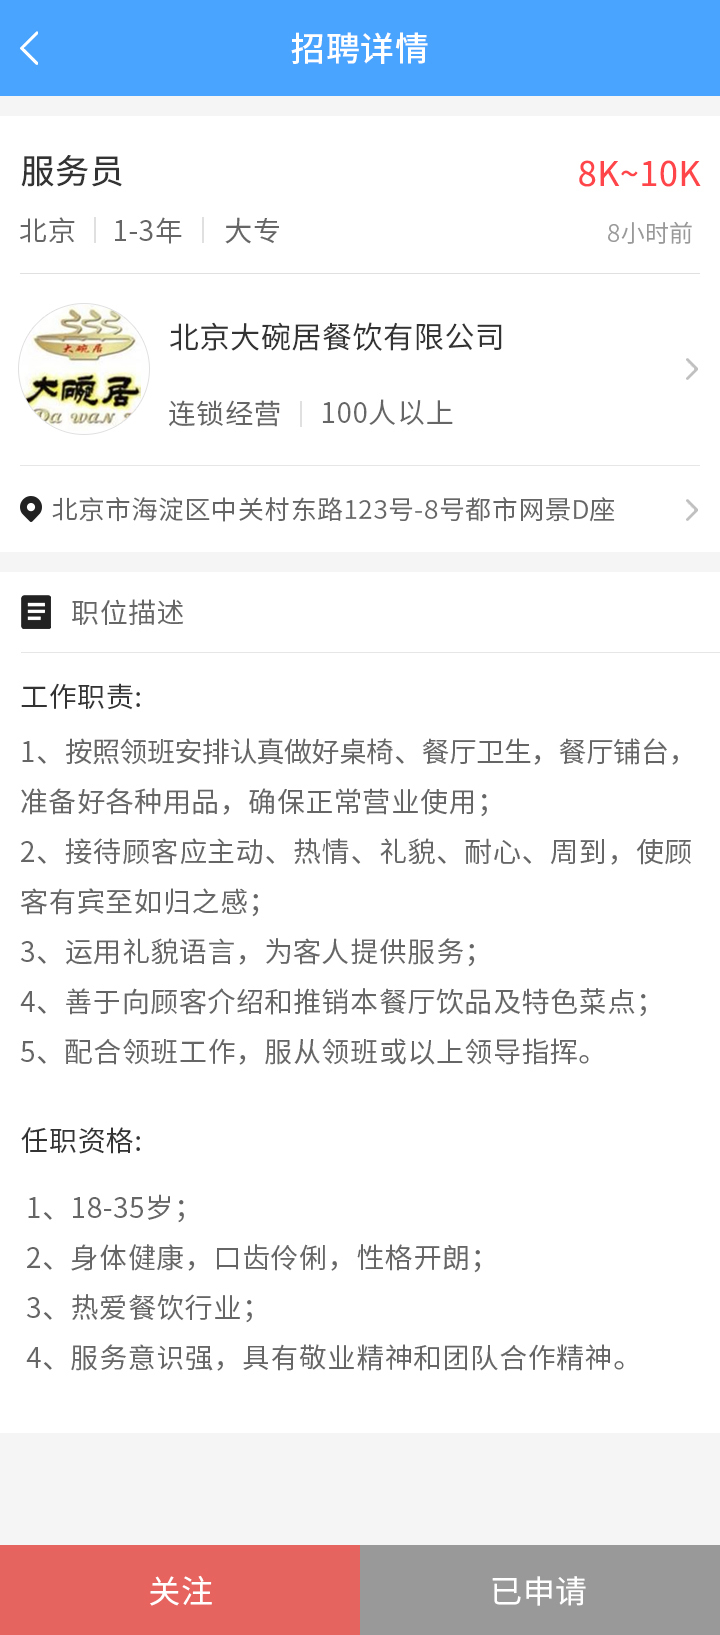 招聘详情
服务员
8K~10K
北京 1-3年 大专
8小时前
大碗居
大碗居
Da wan
北京大碗居餐饮有限公司
连锁经营 100人以上
北京市海淀区中关村东路123号-8号都市网景D座
职位描述
工作职责:
1、按照领班安排认真做好桌椅、餐厅卫生，餐厅铺台，
准备好各种用品，确保正常营业使用；
2、接待顾客应主动、热情、礼貌、耐心、周到，使顾
客有宾至如归之感；
3、运用礼貌语言，为客人提供服务；
4、善于向顾客介绍和推销本餐厅饮品及特色菜点；
5、配合领班工作，服从领班或以上领导指挥。
任职资格:
1、18-35岁；
2、身体健康，口齿伶俐，性格开朗；
3、热爱餐饮行业；
4、服务意识强，具有敬业精神和团队合作精神。
关注
已申请